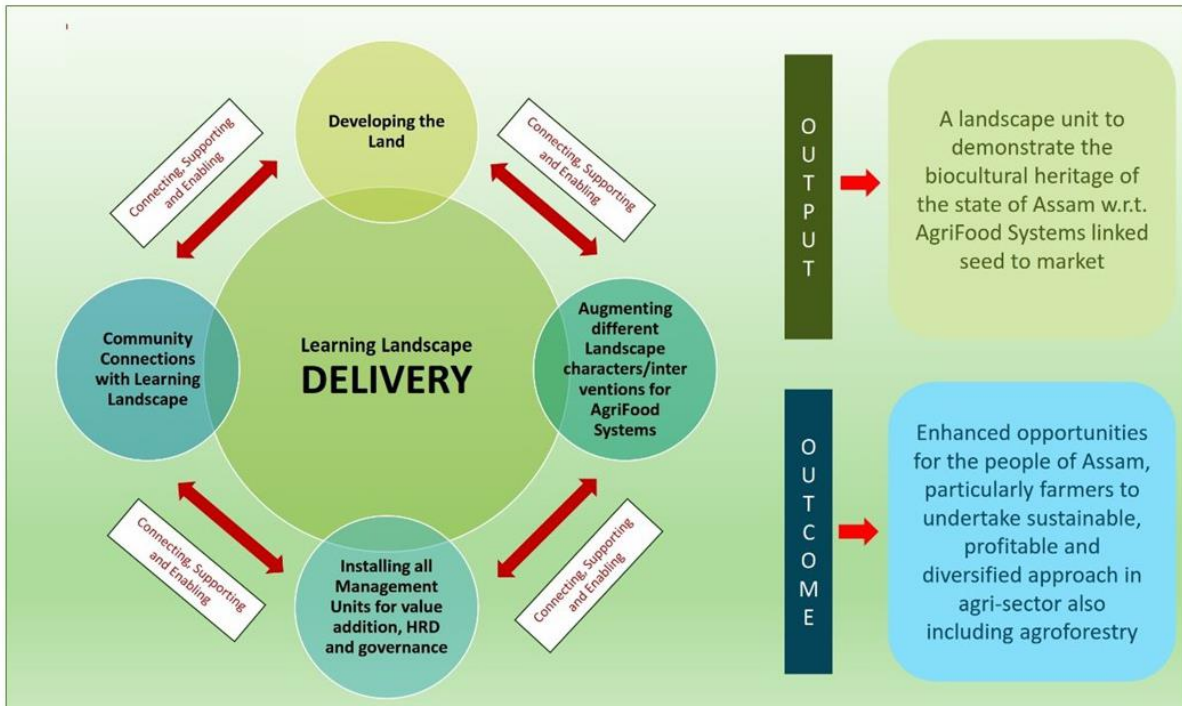 Developing the
Land
Connecting, Supporting
and Enabling
Connecting, Supporting
and Enabling
Community
Connections
with Learning
Landscape
Learning Landscape
DELIVERY
Augmenting
different
Landscape
characters/inter
ventions for
AgriFood
Systems
Connecting, Supporting
and Enabling
Installing all
Management
Units for value
addition, HRD
and governance
Connecting, Supporting
and Enabling
OUTPUT
A landscape unit to
demonstrate the
biocultural heritage of
the state of Assam w.r.t.
AgriFood Systems linked
seed to market
OUTCOME
Enhanced opportunities
for the people of Assam,
particularly farmers to
undertake sustainable,
profitable and
diversified approach in
agri-sector also
including agroforestry